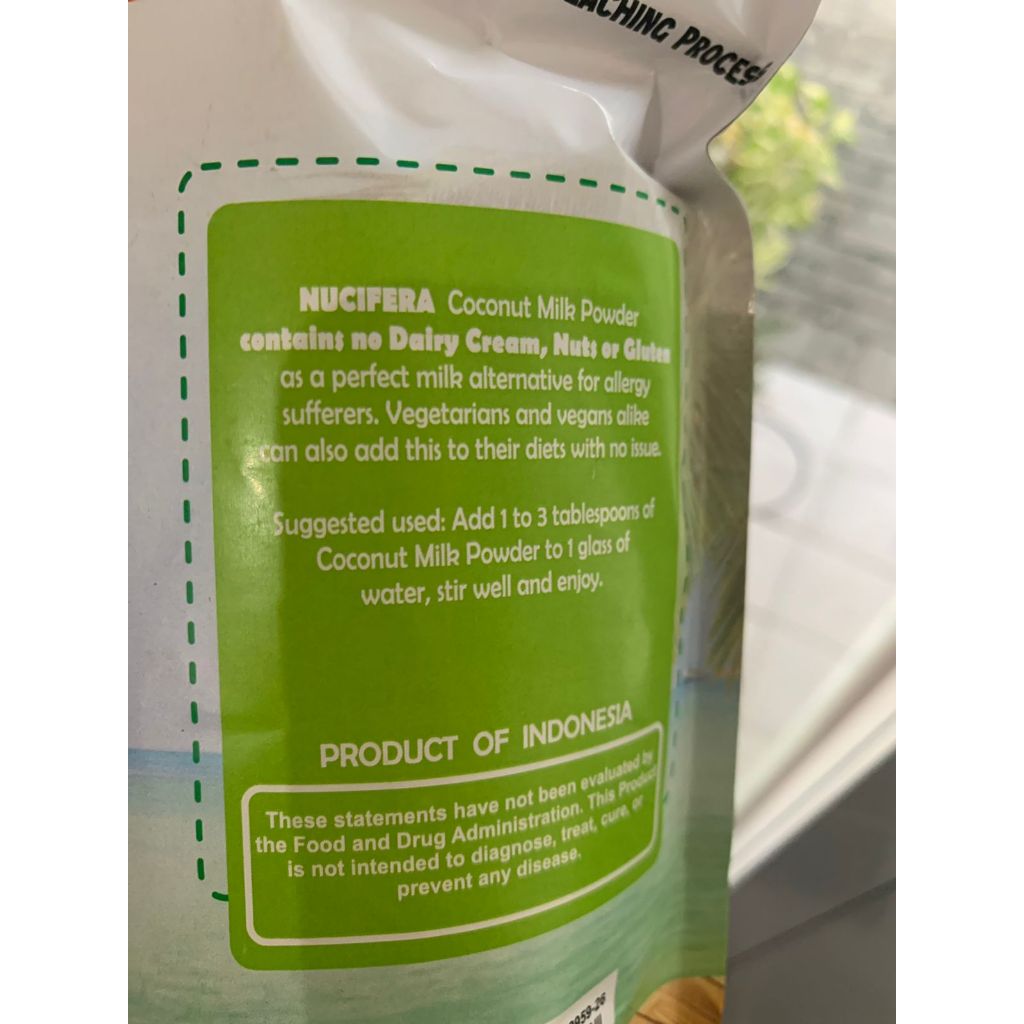 PROCESS
NUCIFERA Coconut Milk Powder
contains no Dairy Cream, Nuts or Gluten
as a perfect milk alternative for allergy
sufferers. Vegetarians and vegans alike
can also add this to their diets with no issue.
Suggested used: Add 1 to 3 tablespoons of
Coconut Milk Powder to 1 glass of
water, stir well and enjoy.
PRODUCT OF INDONESIA
These statements have not been evaluated by
the Food and Drug Administration. This Product
is not intended to diagnose, treat, cure, or
prevent any disease.